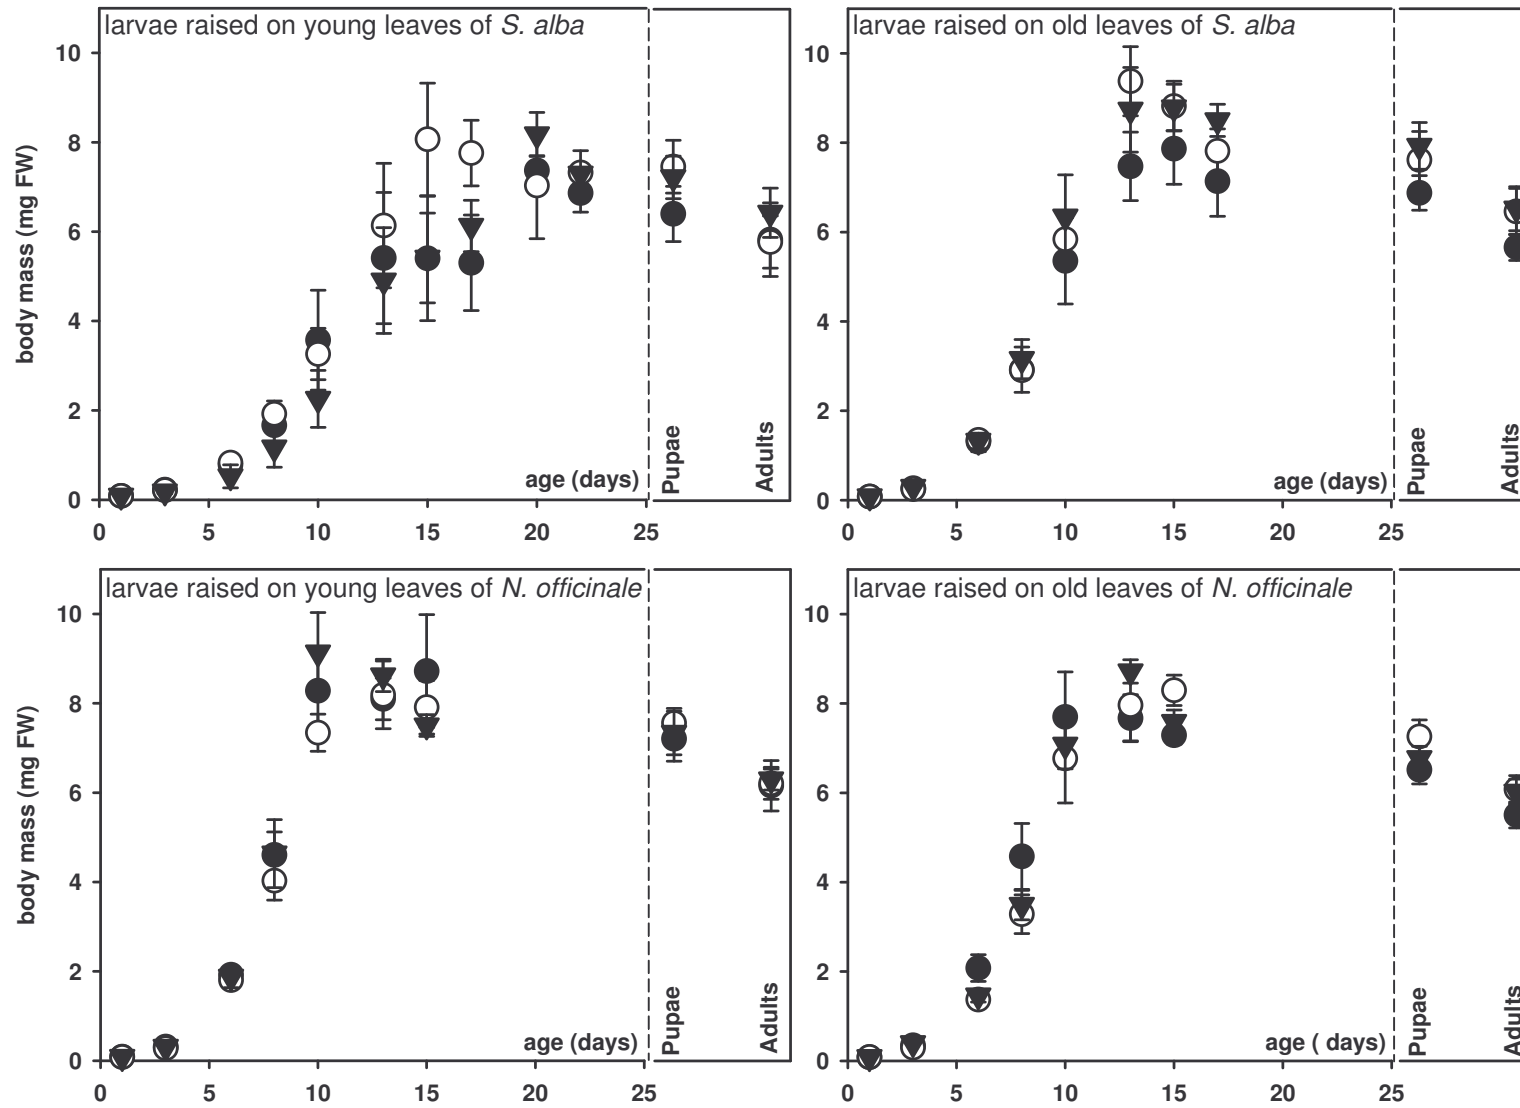 larvae raised on young leaves of S. alba
body mass (mg FW)
10
8
6
4
2
0
age (days)
Pupae
Adults
0 5 10 15 20 25
larvae raised on old leaves of S. alba
10
8
6
4
2
0
age (days)
Pupae
Adults
0 5 10 15 20 25
larvae raised on young leaves of N. officinale
body mass (mg FW)
10
8
6
4
2
0
age (days)
Pupae
Adults
0 5 10 15 20 25
larvae raised on old leaves of N. officinale
10
8
6
4
2
0
age ( days)
Pupae
Adults
0 5 10 15 20 25